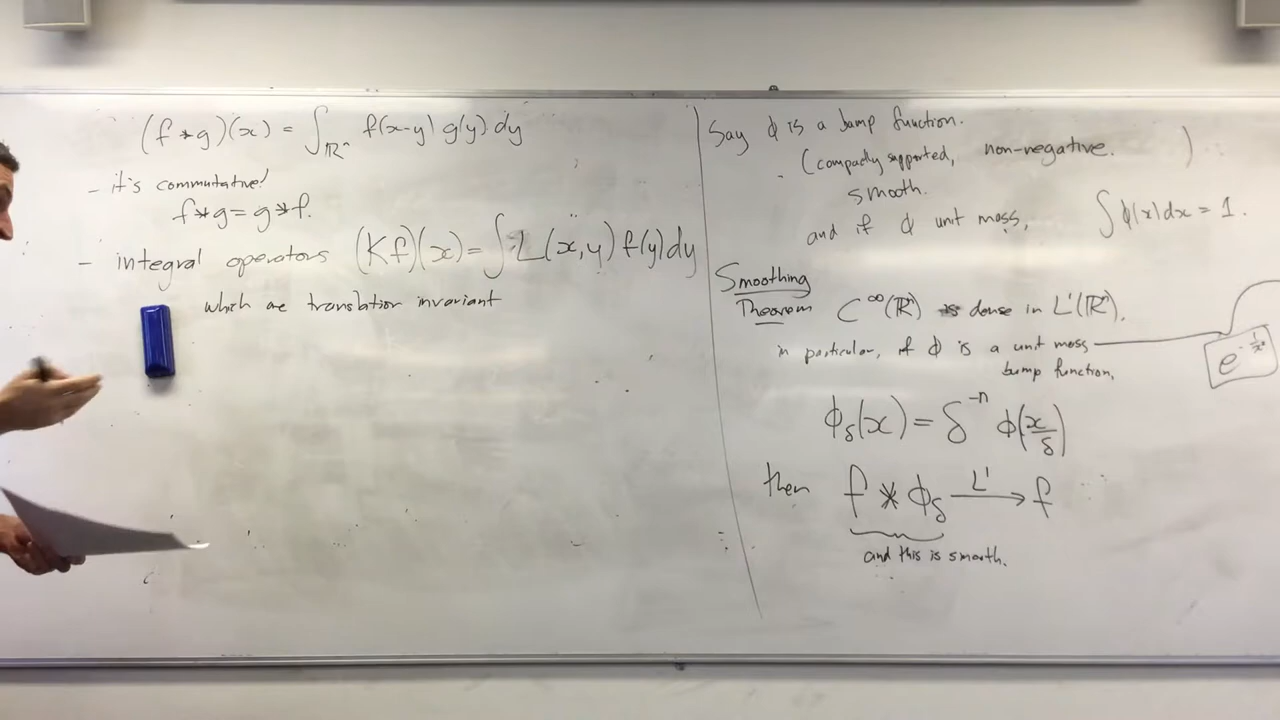 (f * g)(x) = ∫_{ℝⁿ} f(x-y) g(y) dy
- it's commutative!
f * g = g * f.
- integral operators (Kf)(x) = ∫ L(x,y) f(y) dy
which are translation invariant
Say ϕ is a bump function.
(compactly supported, non-negative. )
smooth.
and if ϕ unit mass, ∫ϕ(x)dx = 1.
Smoothing
Theorem C^∞(ℝⁿ) is dense in L¹(ℝⁿ).
in particular, if ϕ is a unit mass
bump function,
ϕ_δ(x) = δ^{-n} ϕ(x/δ)
then f * ϕ_δ —L¹→ f
and this is smooth.